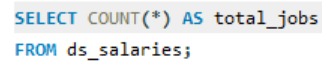 SELECT COUNT(*) AS total_jobs
FROM ds_salaries;